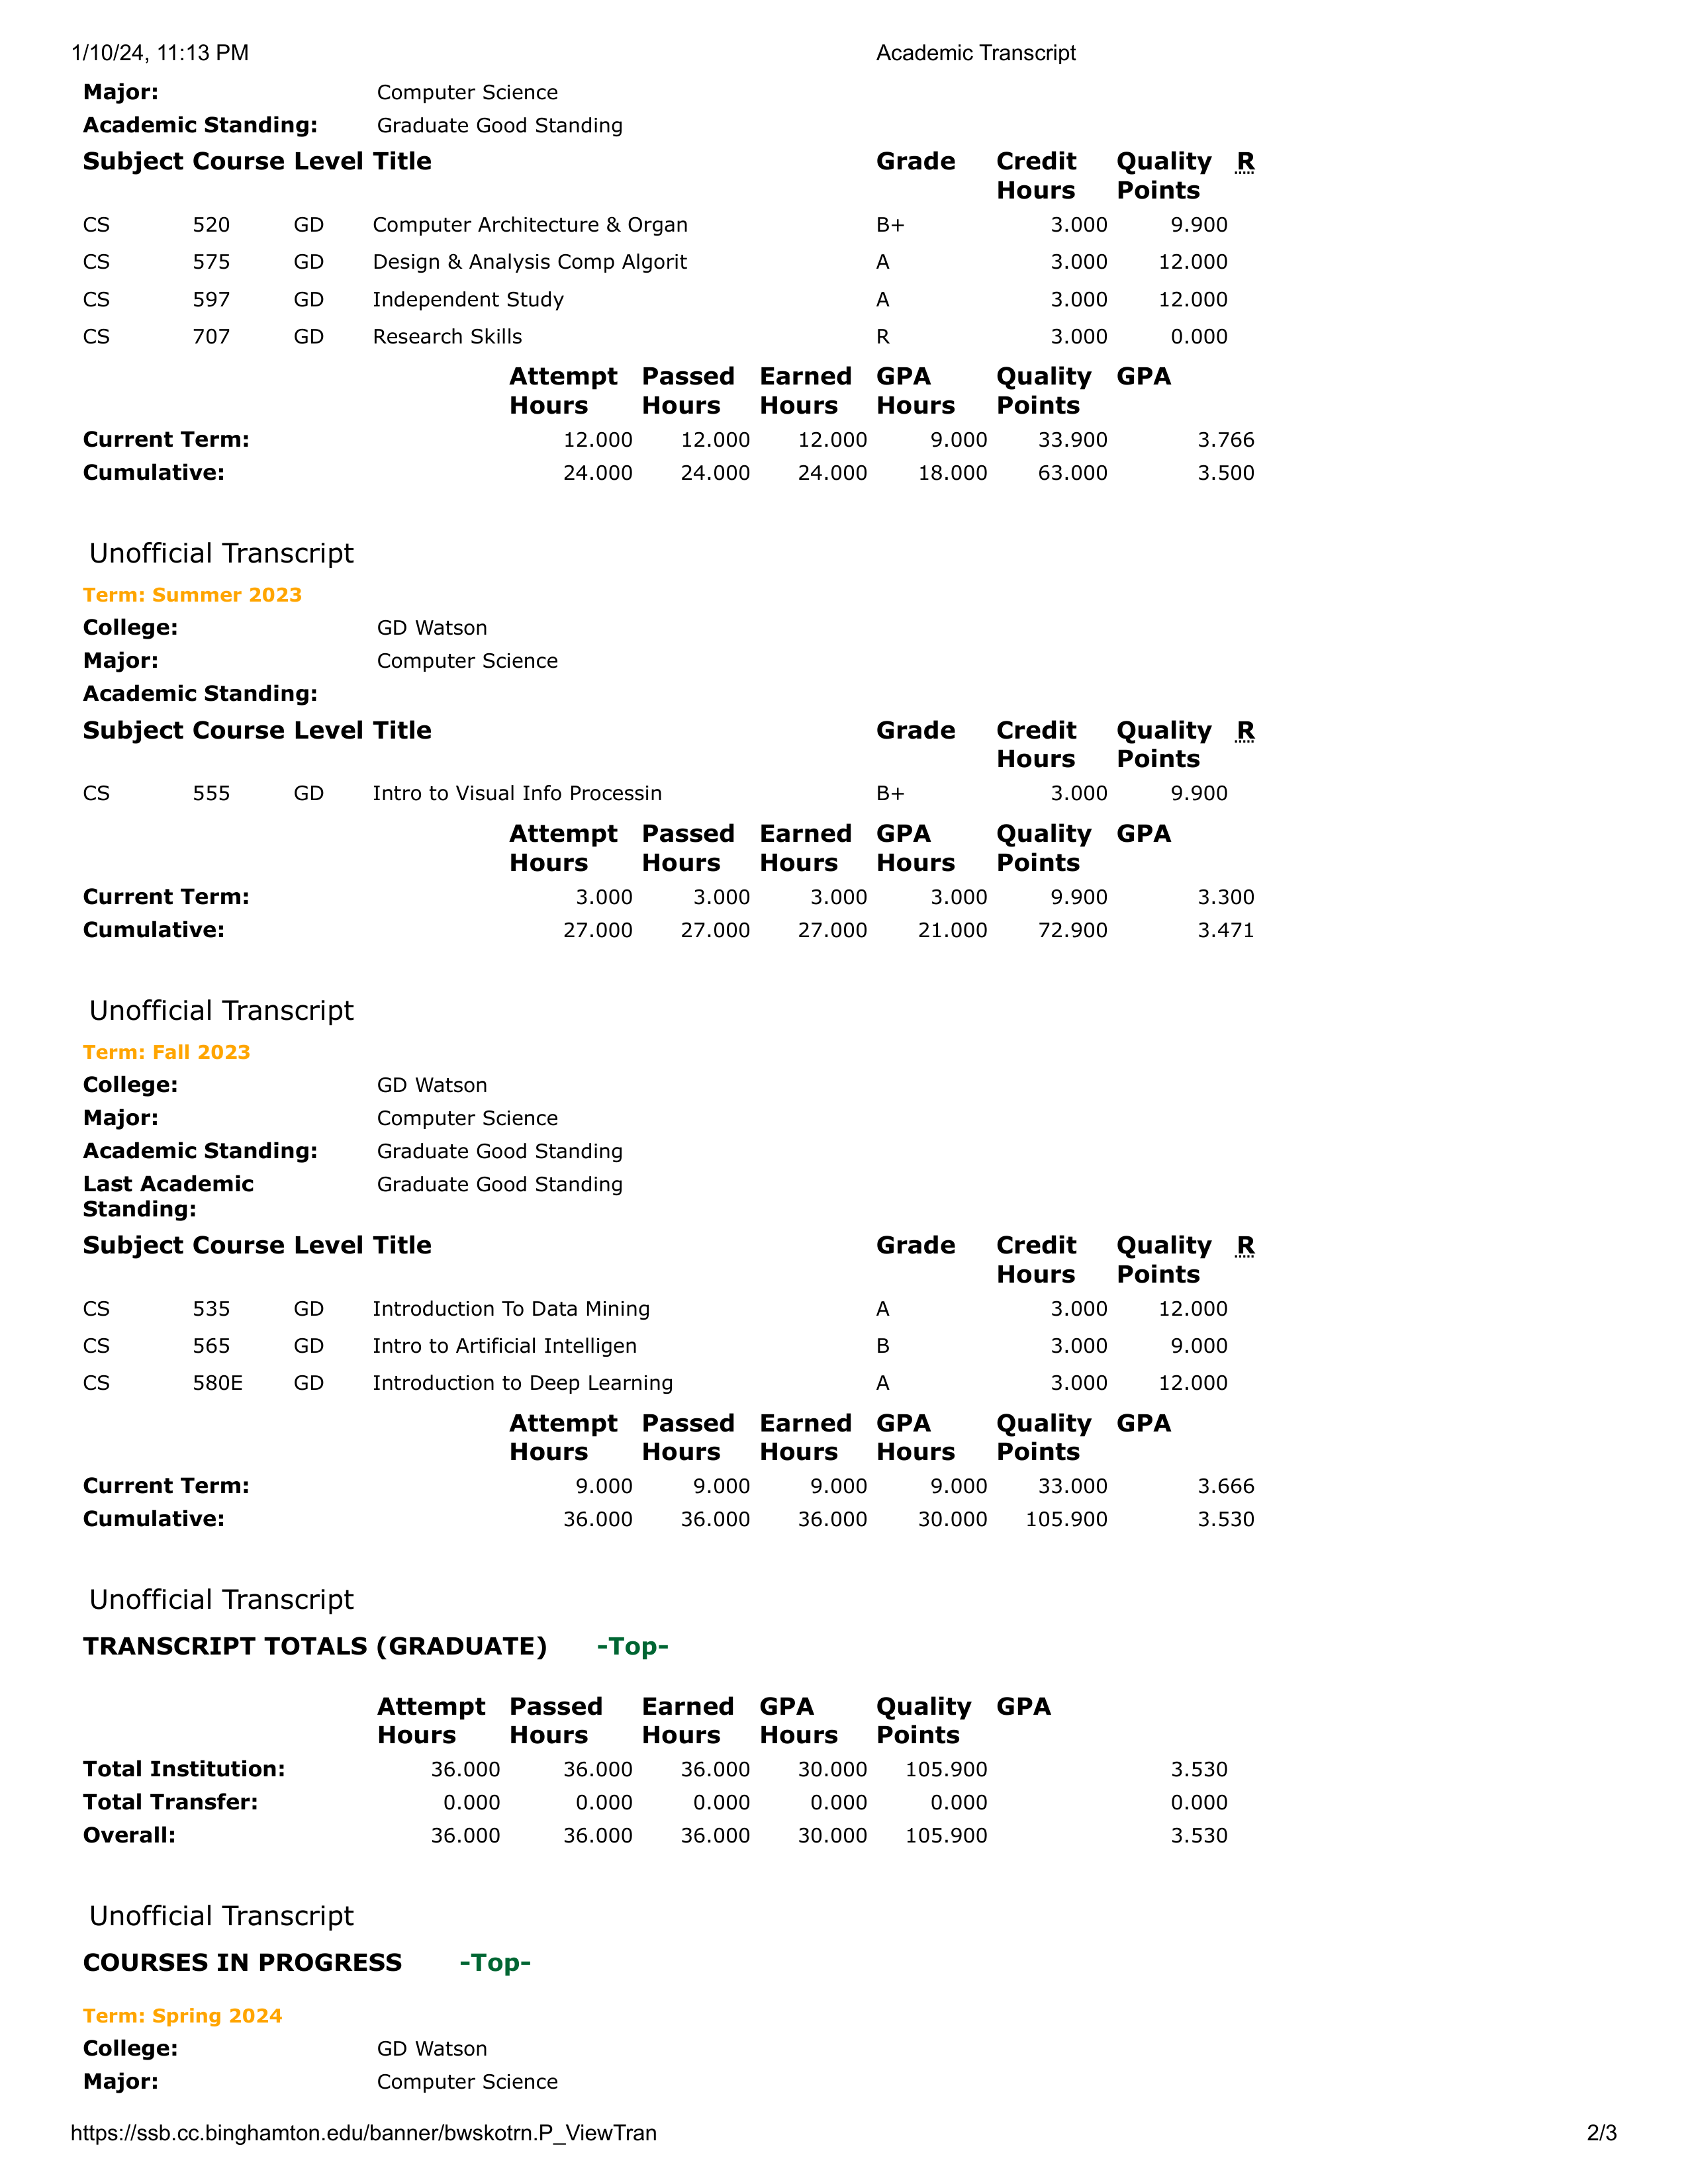 1/10/24, 11:13 PM Academic Transcript
Major: Computer Science
Academic Standing: Graduate Good Standing
Subject Course Level Title Grade Credit Hours Quality Points R
CS 520 GD Computer Architecture & Organ B+ 3.000 9.900
CS 575 GD Design & Analysis Comp Algorit A 3.000 12.000
CS 597 GD Independent Study A 3.000 12.000
CS 707 GD Research Skills R 3.000 0.000
Attempt Hours Passed Hours Earned Hours GPA Hours Quality Points GPA
Current Term: 12.000 12.000 12.000 9.000 33.900 3.766
Cumulative: 24.000 24.000 24.000 18.000 63.000 3.500
Unofficial Transcript
Term: Summer 2023
College: GD Watson
Major: Computer Science
Academic Standing:
Subject Course Level Title Grade Credit Hours Quality Points R
CS 555 GD Intro to Visual Info Processin B+ 3.000 9.900
Attempt Hours Passed Hours Earned Hours GPA Hours Quality Points GPA
Current Term: 3.000 3.000 3.000 3.000 9.900 3.300
Cumulative: 27.000 27.000 27.000 21.000 72.900 3.471
Unofficial Transcript
Term: Fall 2023
College: GD Watson
Major: Computer Science
Academic Standing: Graduate Good Standing
Last Academic Standing: Graduate Good Standing
Subject Course Level Title Grade Credit Hours Quality Points R
CS 535 GD Introduction To Data Mining A 3.000 12.000
CS 565 GD Intro to Artificial Intelligen B 3.000 9.000
CS 580E GD Introduction to Deep Learning A 3.000 12.000
Attempt Hours Passed Hours Earned Hours GPA Hours Quality Points GPA
Current Term: 9.000 9.000 9.000 9.000 33.000 3.666
Cumulative: 36.000 36.000 36.000 30.000 105.900 3.530
Unofficial Transcript
TRANSCRIPT TOTALS (GRADUATE) -Top-
Attempt Hours Passed Hours Earned Hours GPA Hours Quality Points GPA
Total Institution: 36.000 36.000 36.000 30.000 105.900 3.530
Total Transfer: 0.000 0.000 0.000 0.000 0.000 0.000
Overall: 36.000 36.000 36.000 30.000 105.900 3.530
Unofficial Transcript
COURSES IN PROGRESS -Top-
Term: Spring 2024
College: GD Watson
Major: Computer Science
https://ssb.cc.binghamton.edu/banner/bwskotrn.P_ViewTran 2/3